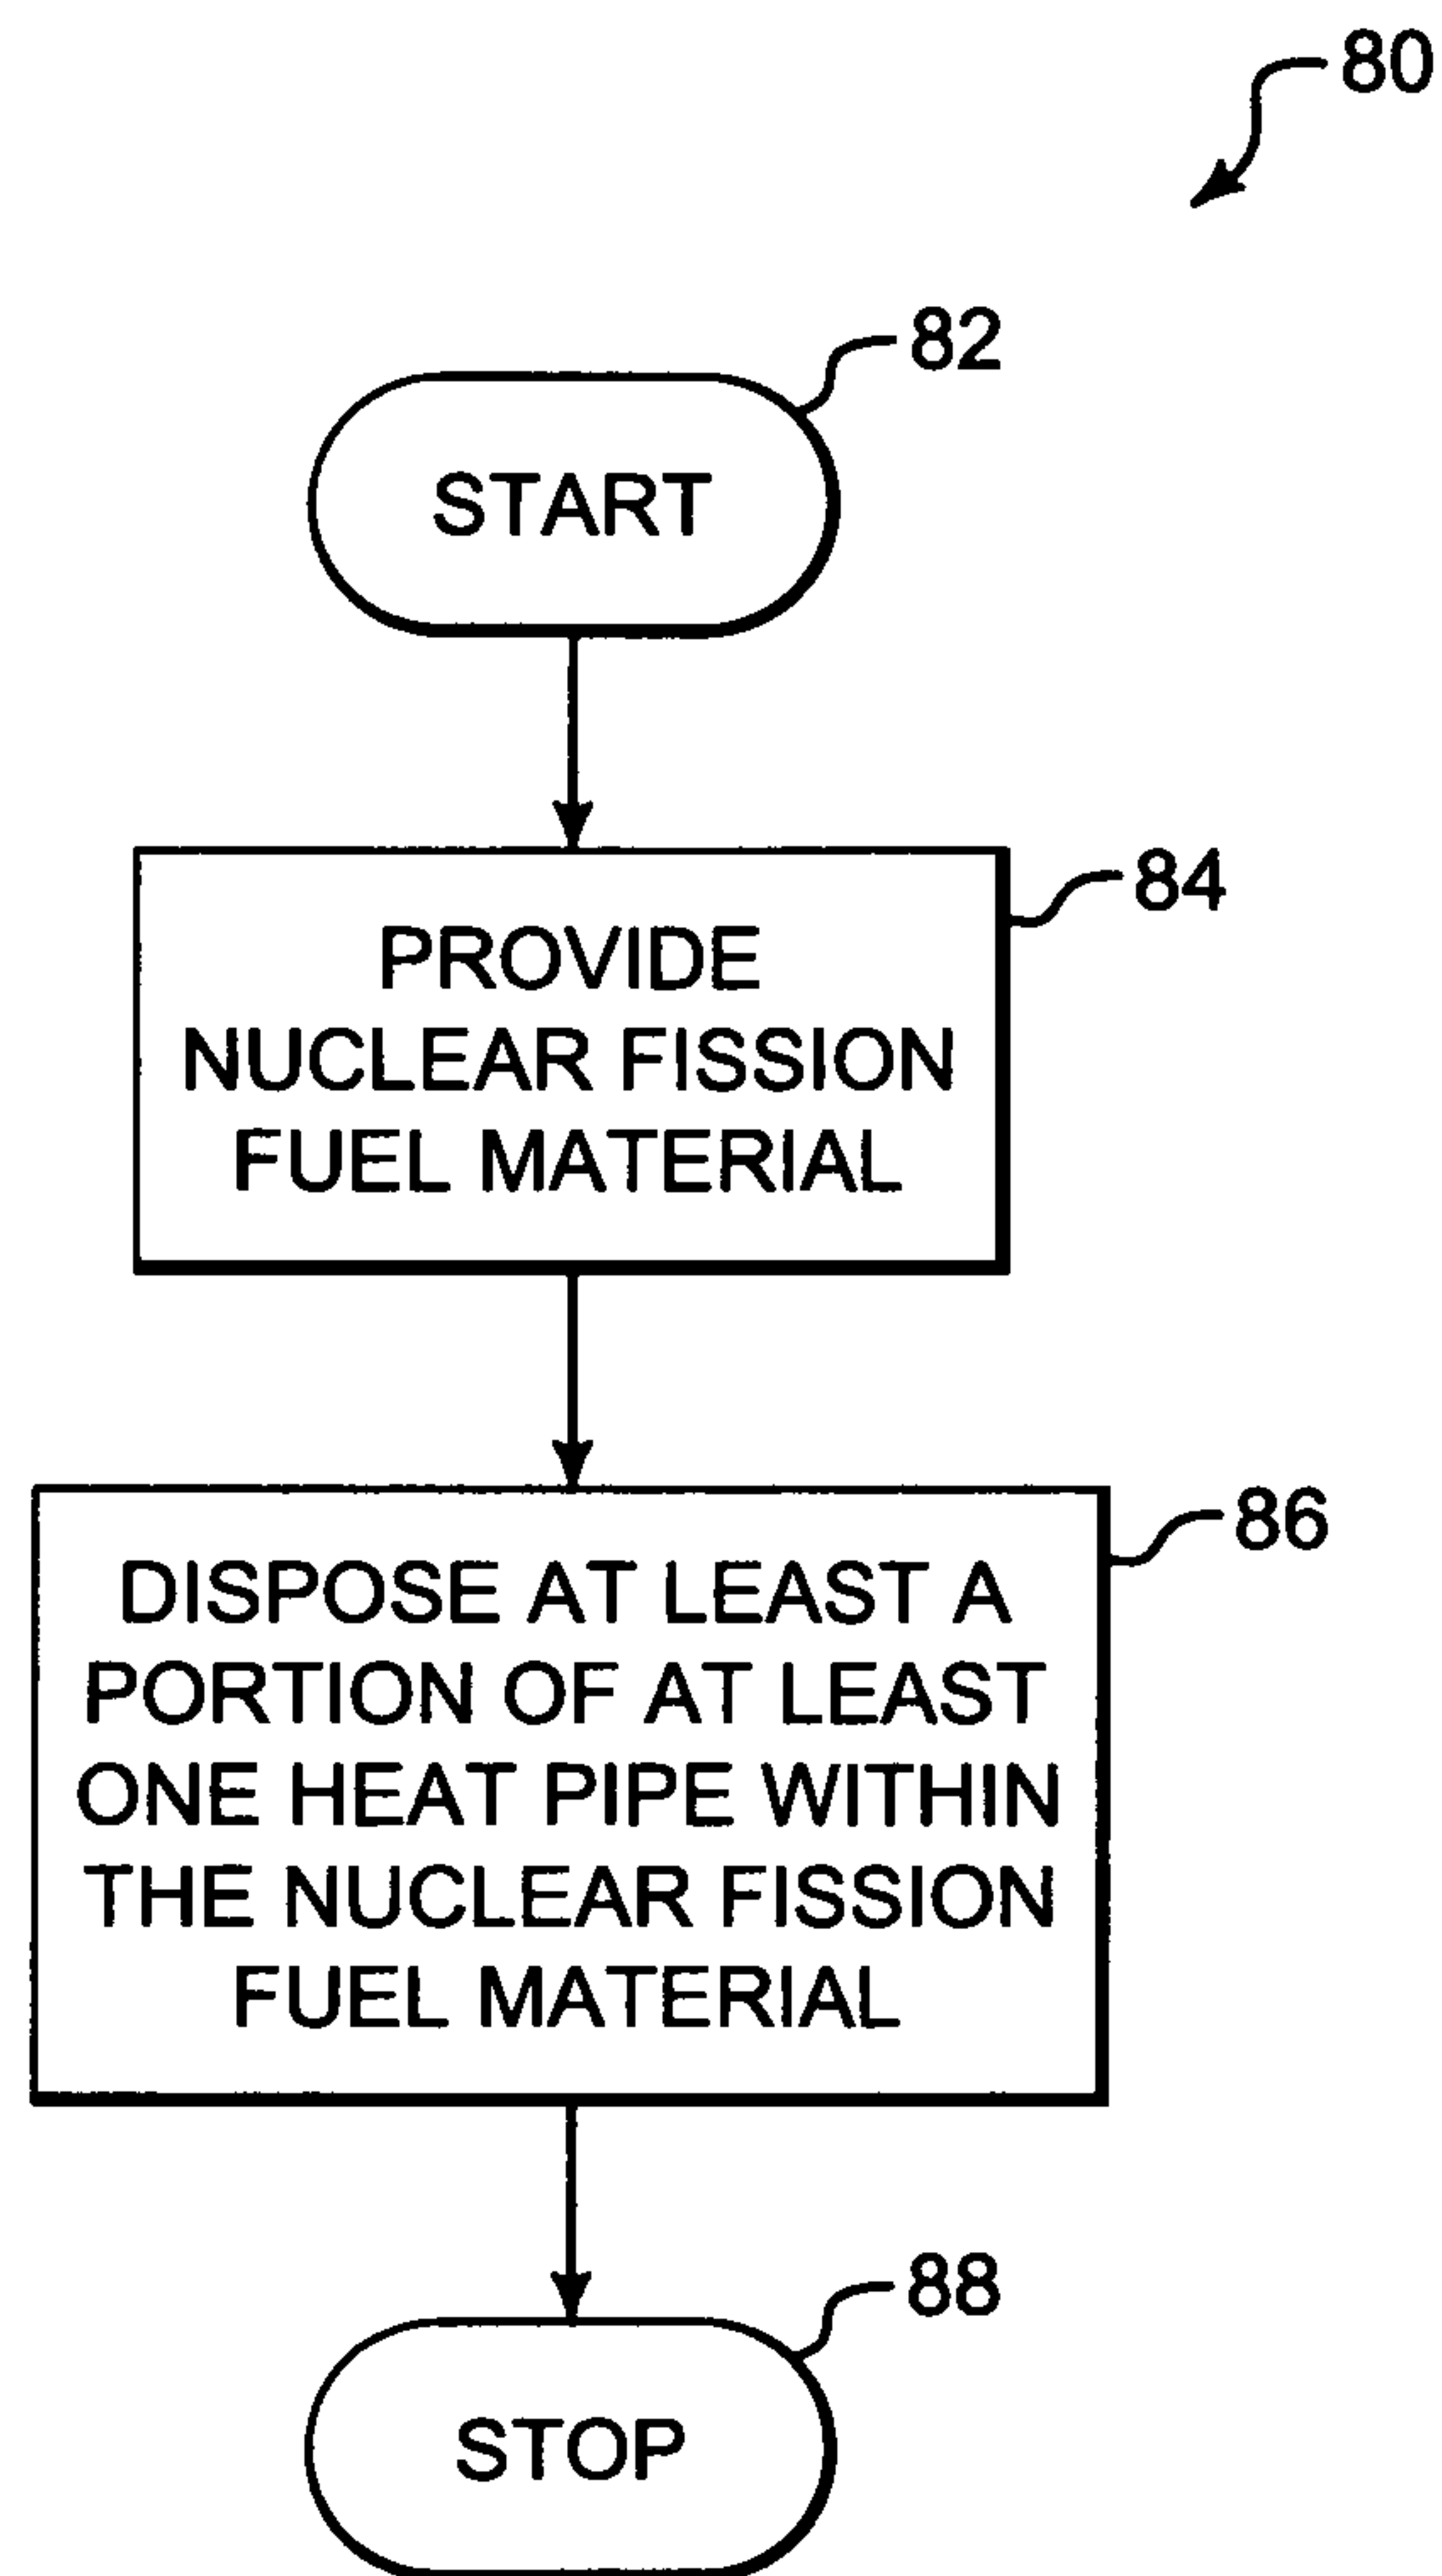 80
82
START
84
PROVIDE
NUCLEAR FISSION
FUEL MATERIAL
86
DISPOSE AT LEAST A
PORTION OF AT LEAST
ONE HEAT PIPE WITHIN
THE NUCLEAR FISSION
FUEL MATERIAL
88
STOP